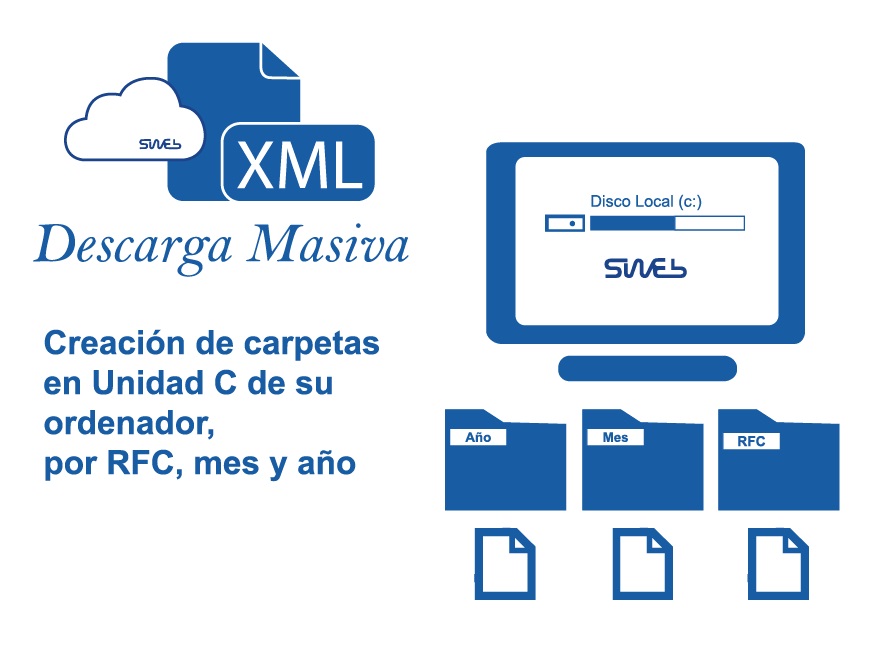 SWEb
XML
Descarga Masiva
Creación de carpetas
en Unidad C de su
ordenador,
por RFC, mes y año
Disco Local (c:)
SWEb
Año
Mes
RFC